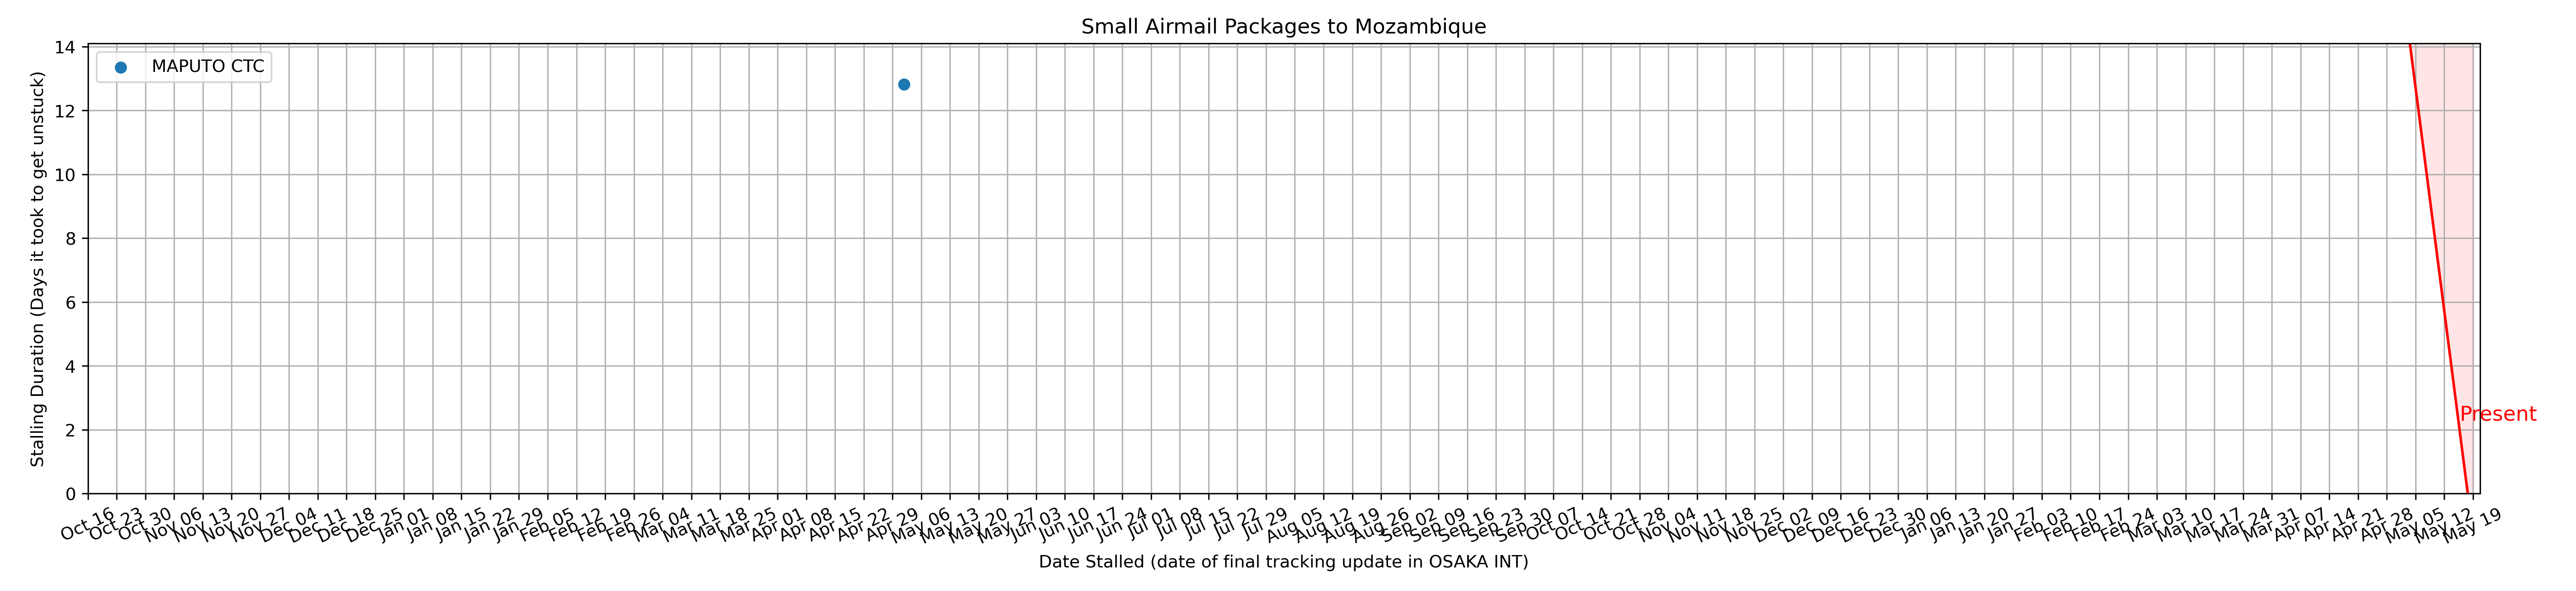 Small Airmail Packages to Mozambique
MAPUTO CTC
Stalling Duration (Days it took to get unstuck)
14
12
10
8
6
4
2
0
Present
Oct 16
Oct 23
Oct 30
Nov 06
Nov 13
Nov 20
Nov 27
Dec 04
Dec 11
Dec 18
Dec 25
Jan 01
Jan 08
Jan 15
Jan 22
Jan 29
Feb 05
Feb 12
Feb 19
Feb 26
Mar 04
Mar 11
Mar 18
Mar 25
Apr 01
Apr 08
Apr 15
Apr 22
Apr 29
May 06
May 13
May 20
May 27
Jun 03
Jun 10
Jun 17
Jun 24
Jul 01
Jul 08
Jul 15
Jul 22
Jul 29
Aug 05
Aug 12
Aug 19
Aug 26
Sep 02
Sep 09
Sep 16
Sep 23
Sep 30
Oct 07
Oct 14
Oct 21
Oct 28
Nov 04
Nov 11
Nov 18
Nov 25
Dec 02
Dec 09
Dec 16
Dec 23
Dec 30
Jan 06
Jan 13
Jan 20
Jan 27
Feb 03
Feb 10
Feb 17
Feb 24
Mar 03
Mar 10
Mar 17
Mar 24
Mar 31
Apr 07
Apr 14
Apr 21
Apr 28
May 05
May 12
May 19
Date Stalled (date of final tracking update in OSAKA INT)